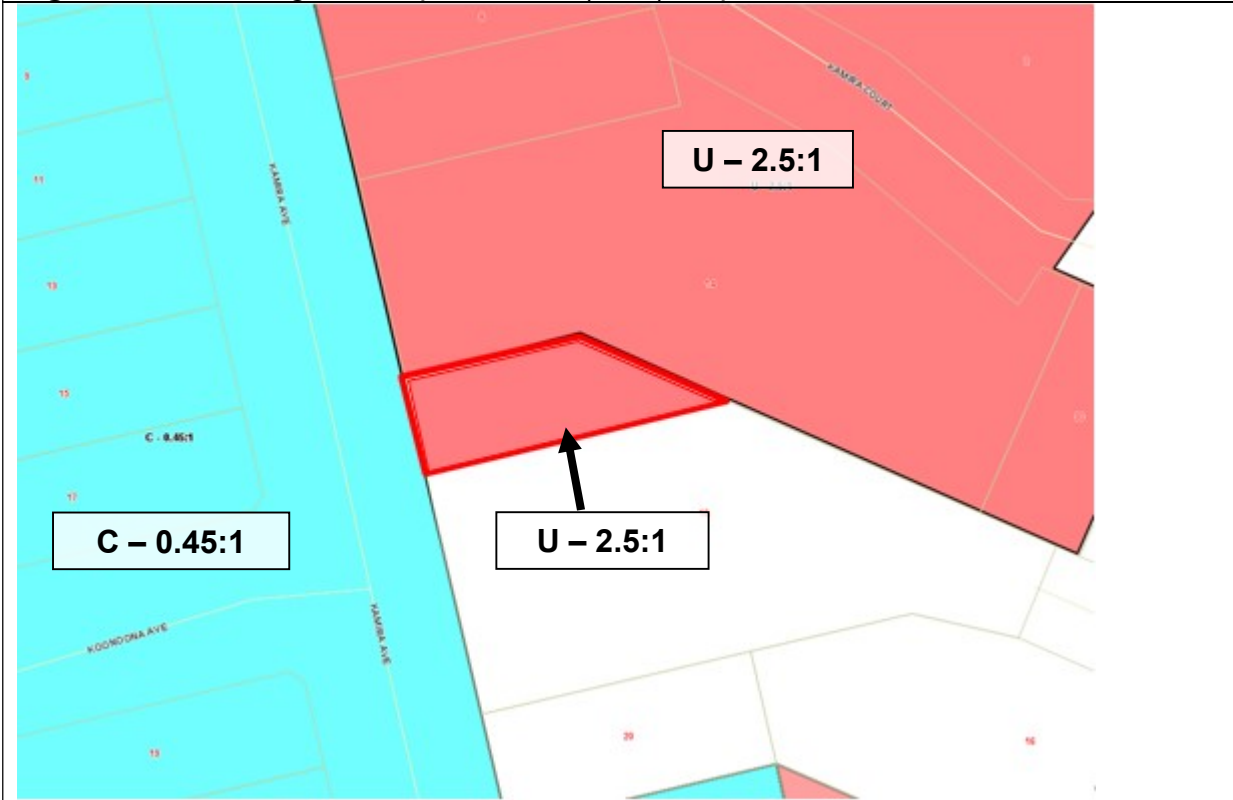 KAMIRA COURT
U – 2.5:1
11
KAMIRA AVE
13
14
15
C - 0.45:1
17
C – 0.45:1
U – 2.5:1
KOONOONA AVE
KAMIRA AVE
20
16
19